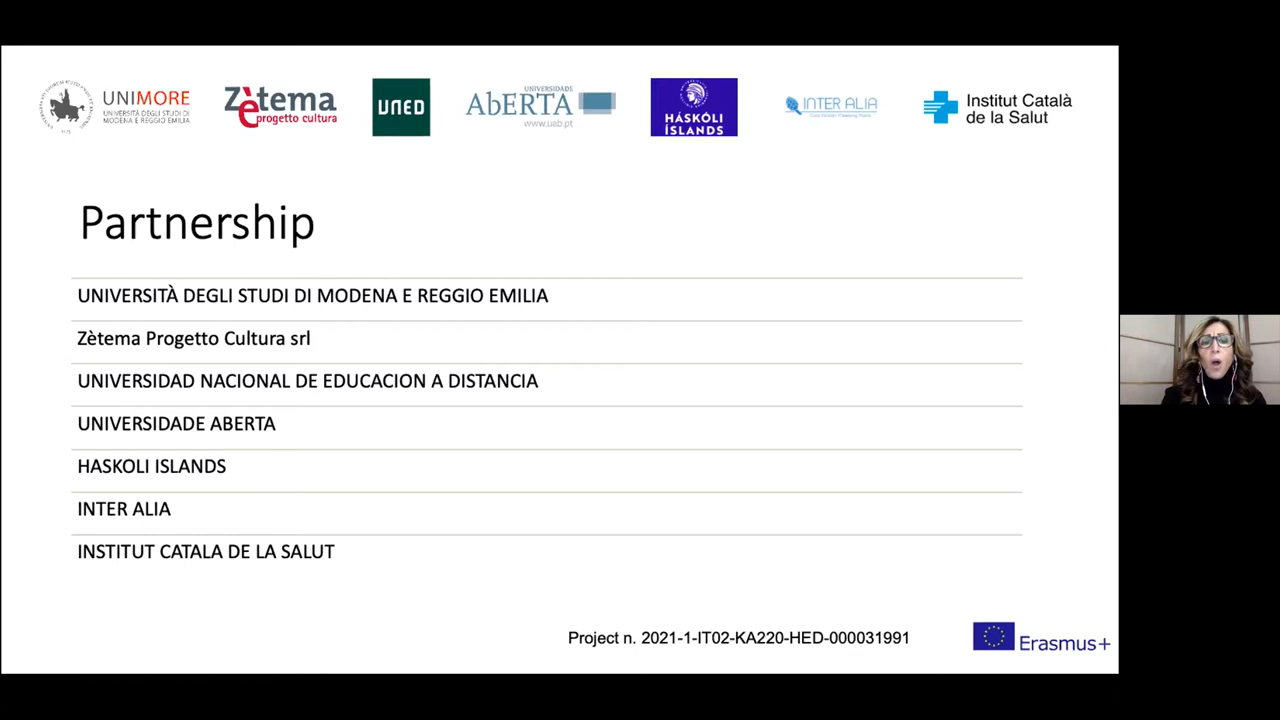 UNIMORE
UNIVERSITÀ DEGLI STUDI DI
MODENA E REGGIO EMILIA
1175
Zètema
progetto cultura
UNED
UNIVERSIDADE
AbERTA
www.uab.pt
HÁSKÓLI
ÍSLANDS
INTER ALIA
Institut Català
de la Salut
Partnership
UNIVERSITÀ DEGLI STUDI DI MODENA E REGGIO EMILIA
Zètema Progetto Cultura srl
UNIVERSIDAD NACIONAL DE EDUCACION A DISTANCIA
UNIVERSIDADE ABERTA
HASKOLI ISLANDS
INTER ALIA
INSTITUT CATALA DE LA SALUT
Project n. 2021-1-IT02-KA220-HED-000031991
Erasmus+